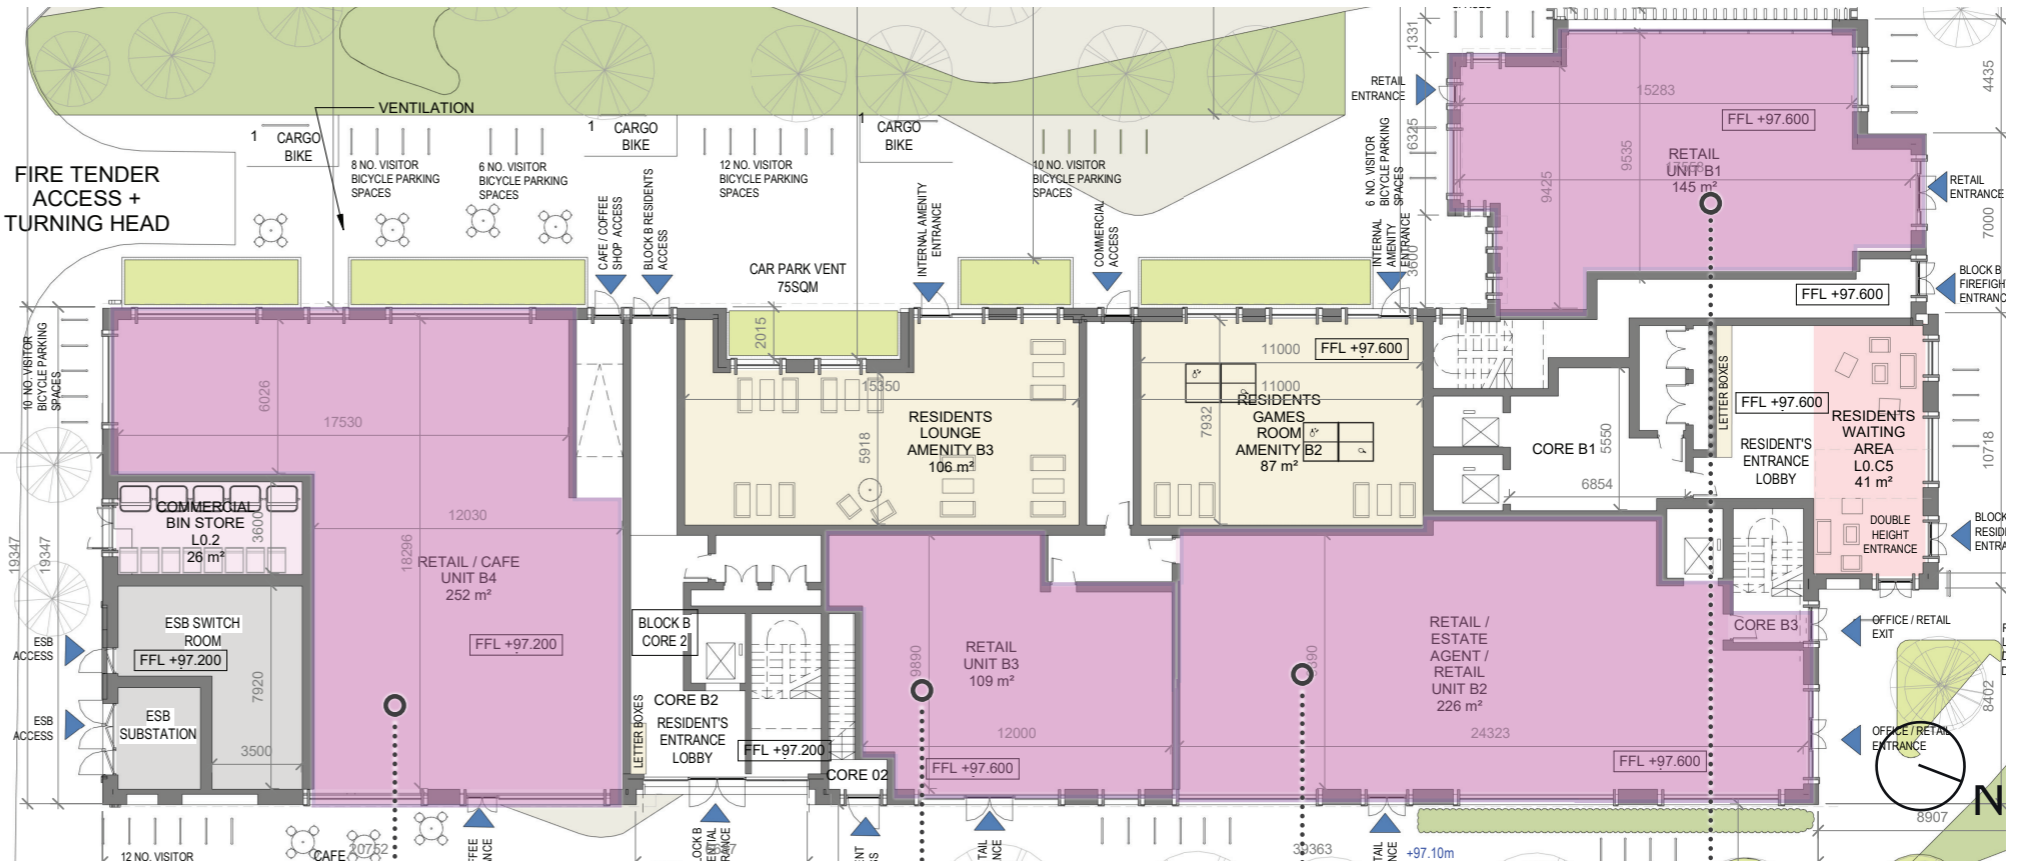 VENTILATION
1 CARGO
BIKE
1 CARGO
BIKE
1 CARGO
BIKE
8 NO. VISITOR
BICYCLE PARKING
SPACES
6 NO. VISITOR
BICYCLE PARKING
SPACES
12 NO. VISITOR
BICYCLE PARKING
SPACES
10 NO. VISITOR
BICYCLE PARKING
SPACES
6 NO. VISITOR
BICYCLE PARKING
SPACES
FIRE TENDER
ACCESS +
TURNING HEAD
CAFE / COFFEE
SHOP ACCESS
BLOCK B RESIDENTS
ACCESS
CAR PARK VENT
75SQM
INTERNAL AMENITY
ENTRANCE
COMMERCIAL
ACCESS
INTERNAL
AMENITY
ENTRANCE
1331
6325
3600
RETAIL
ENTRANCE
15283
FFL +97.600
9535
9425
RETAIL
UNIT B1
145 m²
17558
4435
RETAIL
ENTRANCE
7000
BLOCK B
FIREFIGH
ENTRANC
FFL +97.600
10 NO. VISITOR
BICYCLE PARKING
SPACES
6026
17530
2015
15350
RESIDENTS
LOUNGE
AMENITY B3
106 m²
5918
11000
FFL +97.600
11000
RESIDENTS
GAMES
ROOM
AMENITY B2
87 m²
7932
CORE B1
5550
6854
LETTER BOXES
FFL +97.600
RESIDENT'S
ENTRANCE
LOBBY
RESIDENTS
WAITING
AREA
L0.C5
41 m²
DOUBLE
HEIGHT
ENTRANCE
10718
BLOCK
RESID
ENTRA
COMMERCIAL
BIN STORE
L0.2
26 m²
3600
19347
19347
12030
18296
RETAIL / CAFE
UNIT B4
252 m²
FFL +97.200
ESB SWITCH
ROOM
FFL +97.200
7920
3500
ESB
SUBSTATION
ESB
ACCESS
ESB
ACCESS
BLOCK B
CORE 2
CORE B2
RESIDENT'S
ENTRANCE
LOBBY
LETTER BOXES
FFL +97.200
CORE 02
RETAIL
UNIT B3
109 m²
9890
12000
FFL +97.600
RETAIL /
ESTATE
AGENT /
RETAIL
UNIT B2
226 m²
24323
FFL +97.600
CORE B3
OFFICE / RETAIL
EXIT
OFFICE / RETAIL
ENTRANCE
8402
N
8907
12 NO. VISITOR
CAFE
20752
39363
+97.10m